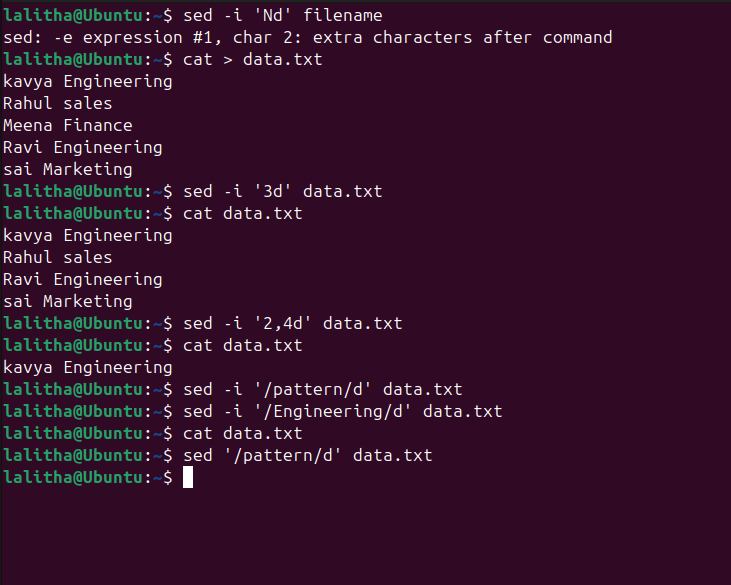 lalitha@Ubuntu:~$ sed -i 'Nd' filename
sed: -e expression #1, char 2: extra characters after command
lalitha@Ubuntu:~$ cat > data.txt
kavya Engineering
Rahul sales
Meena Finance
Ravi Engineering
sai Marketing
lalitha@Ubuntu:~$ sed -i '3d' data.txt
lalitha@Ubuntu:~$ cat data.txt
kavya Engineering
Rahul sales
Ravi Engineering
sai Marketing
lalitha@Ubuntu:~$ sed -i '2,4d' data.txt
lalitha@Ubuntu:~$ cat data.txt
kavya Engineering
lalitha@Ubuntu:~$ sed -i '/pattern/d' data.txt
lalitha@Ubuntu:~$ sed -i '/Engineering/d' data.txt
lalitha@Ubuntu:~$ cat data.txt
lalitha@Ubuntu:~$ sed '/pattern/d' data.txt
lalitha@Ubuntu:~$